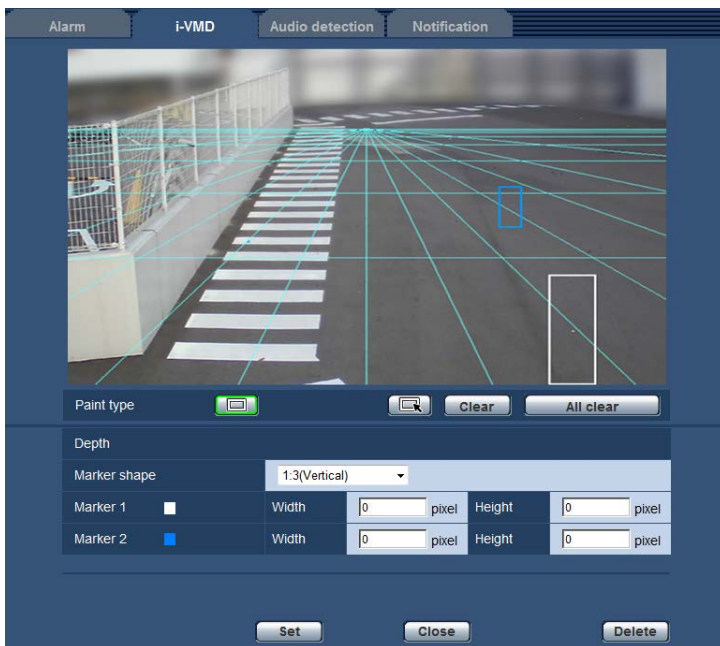 Alarm i-VMD Audio detection Notification
Paint type Clear All clear
Depth
Marker shape 1:3(Vertical)
Marker 1 Width 0 pixel Height 0 pixel
Marker 2 Width 0 pixel Height 0 pixel
Set Close Delete